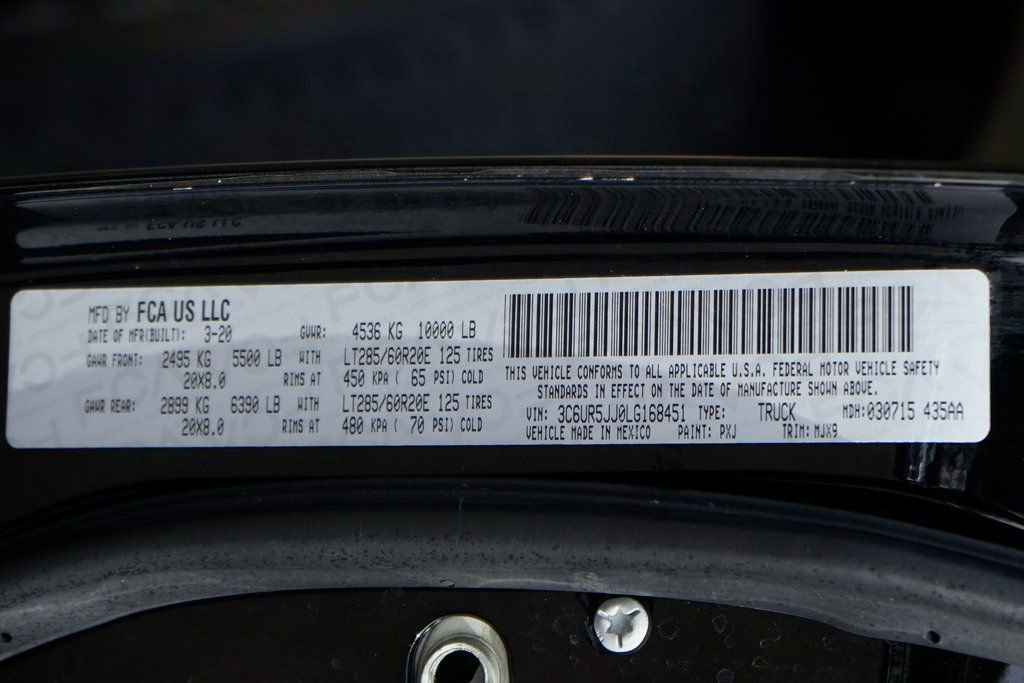 MFD BY FCA US LLC
DATE OF MFR(BUILT): 3-20 GVWR: 4536 KG 10000 LB
GAWR FRONT: 2495 KG 5500 LB WITH LT285/60R20E 125 TIRES
20X8.0 RIMS AT 450 KPA ( 65 PSI) COLD
GAWR REAR: 2899 KG 6390 LB WITH LT285/60R20E 125 TIRES
20X8.0 RIMS AT 480 KPA ( 70 PSI) COLD
THIS VEHICLE CONFORMS TO ALL APPLICABLE U.S.A. FEDERAL MOTOR VEHICLE SAFETY
STANDARDS IN EFFECT ON THE DATE OF MANUFACTURE SHOWN ABOVE.
VIN: 3C6UR5JJ0LG168451 TYPE: TRUCK MDH:030715 435AA
VEHICLE MADE IN MEXICO PAINT: PXJ TRIM: MJX9